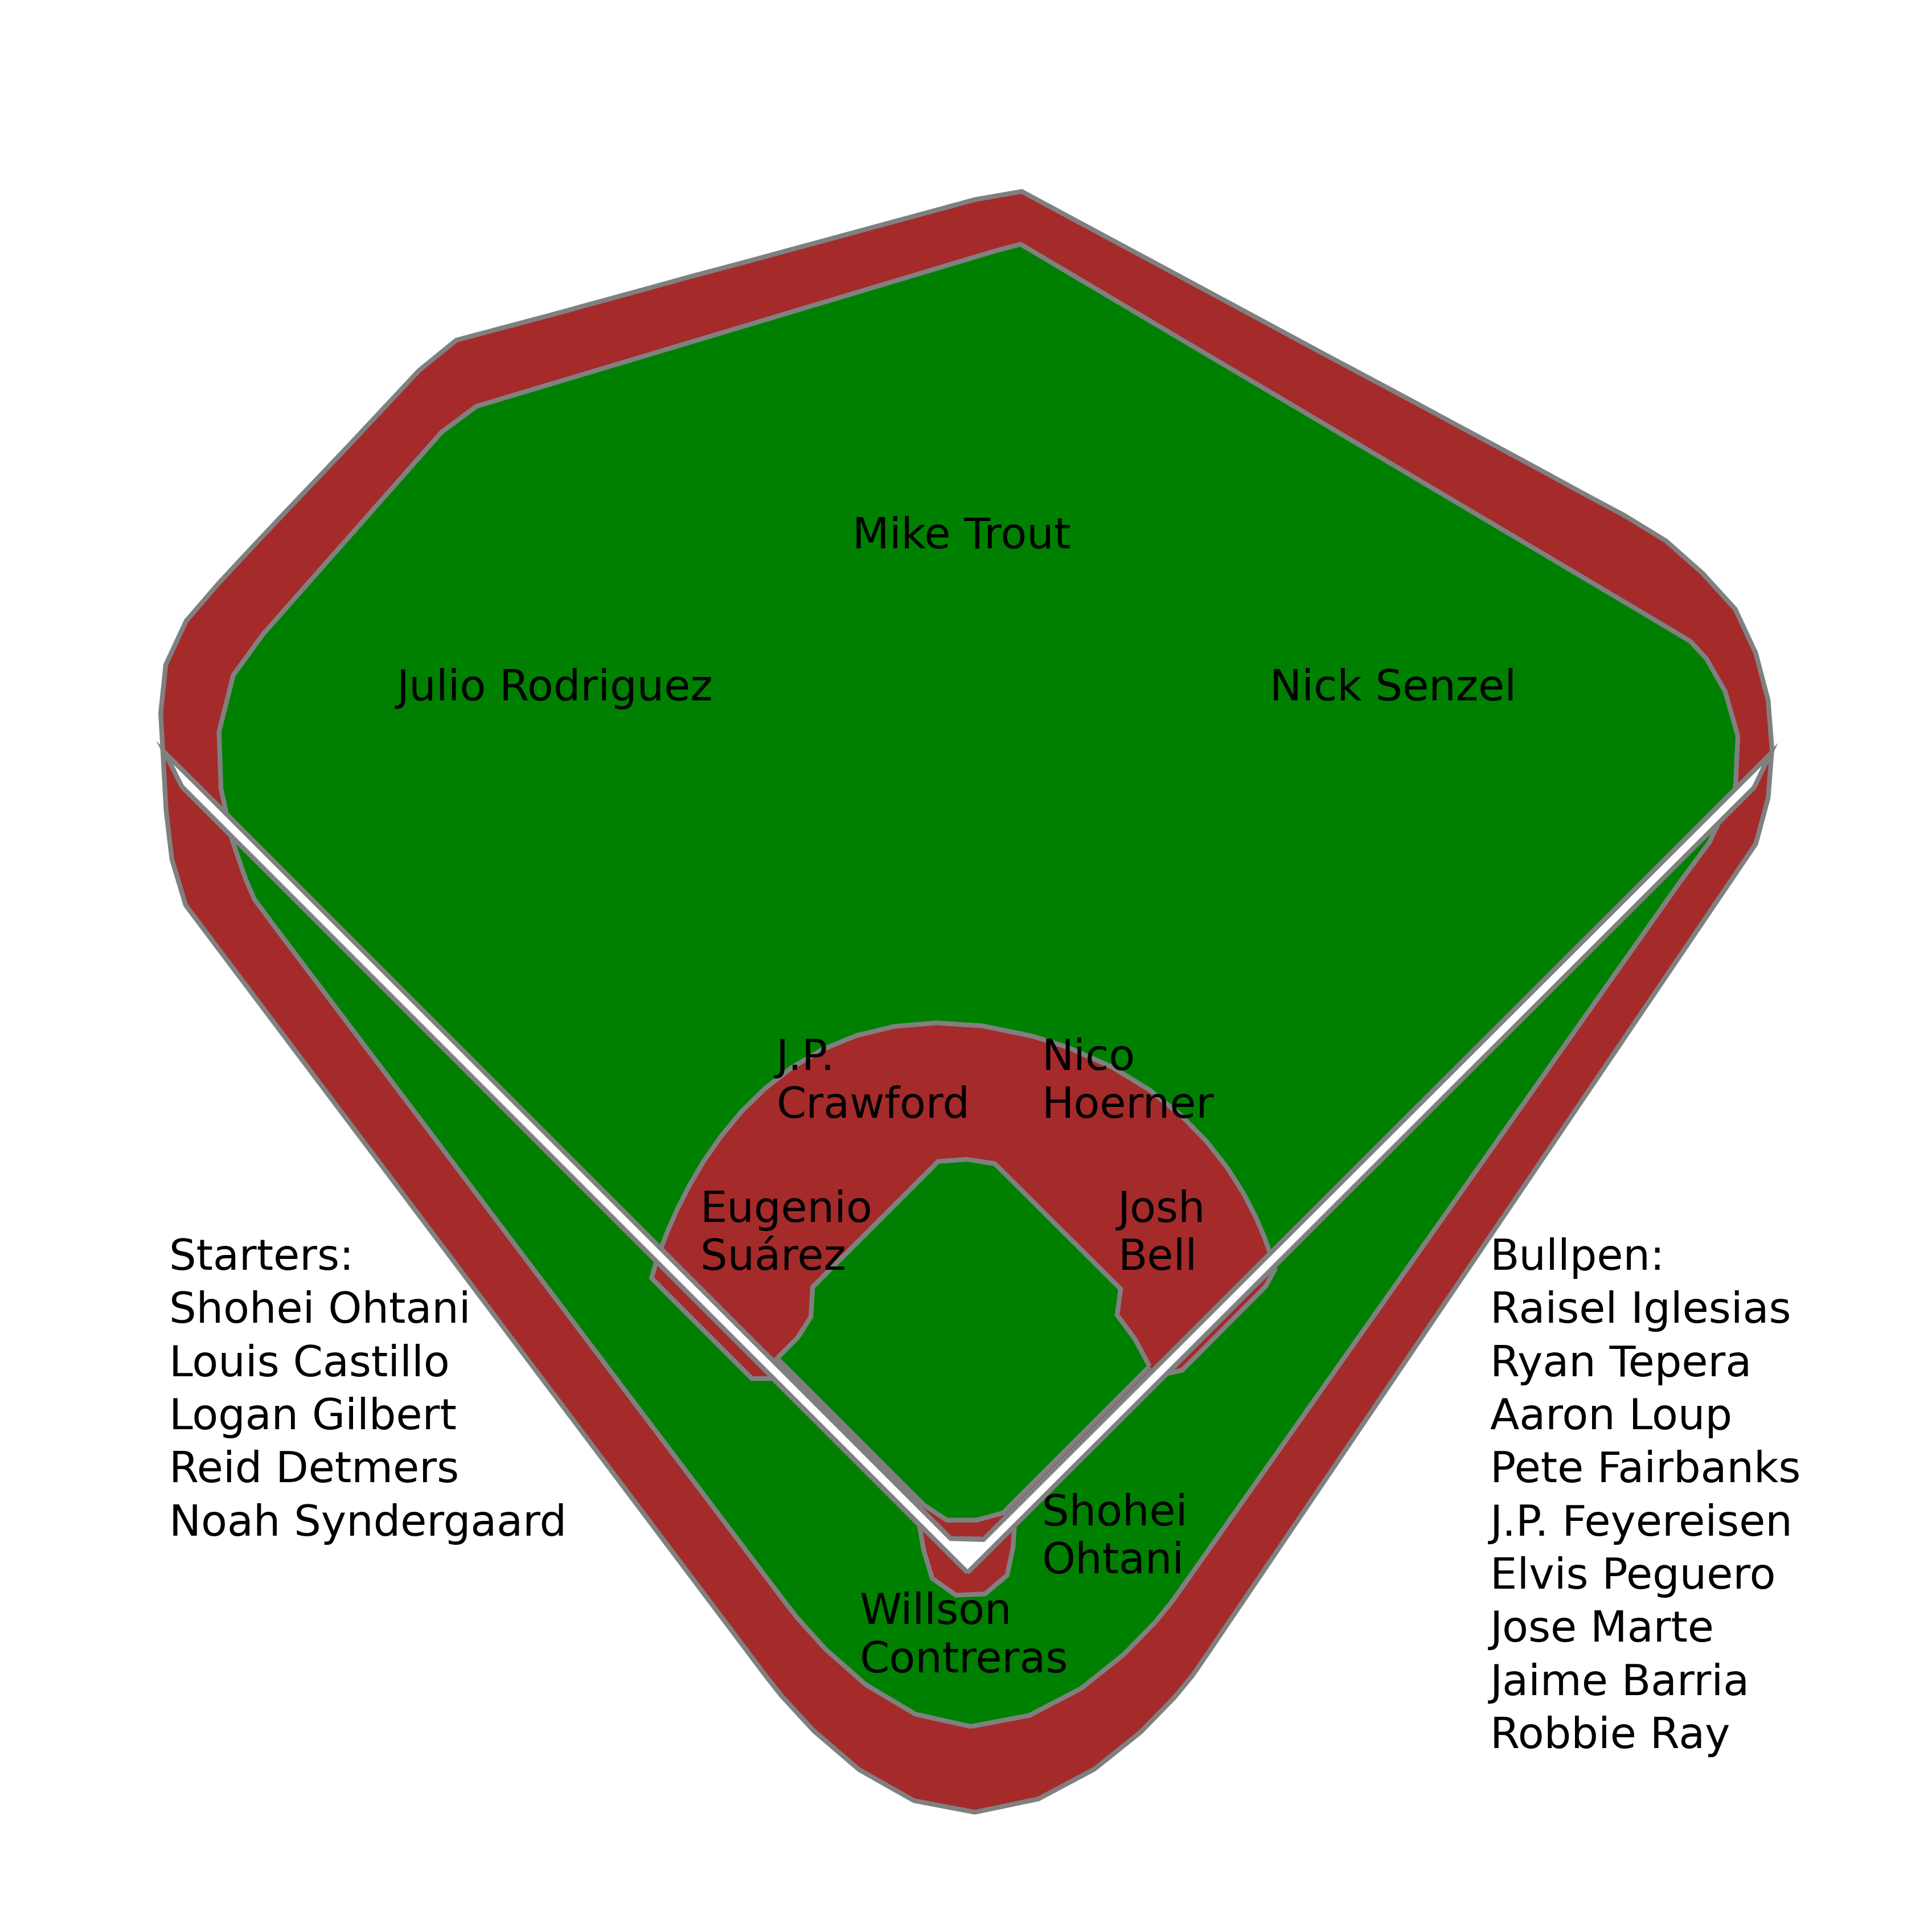 Mike Trout
Julio Rodriguez
Nick Senzel
J.P.
Crawford
Nico
Hoerner
Eugenio
Suárez
Josh
Bell
Starters:
Shohei Ohtani
Louis Castillo
Logan Gilbert
Reid Detmers
Noah Syndergaard
Bullpen:
Raisel Iglesias
Ryan Tepera
Aaron Loup
Pete Fairbanks
J.P. Feyereisen
Elvis Peguero
Jose Marte
Jaime Barria
Robbie Ray
Shohei
Ohtani
Willson
Contreras